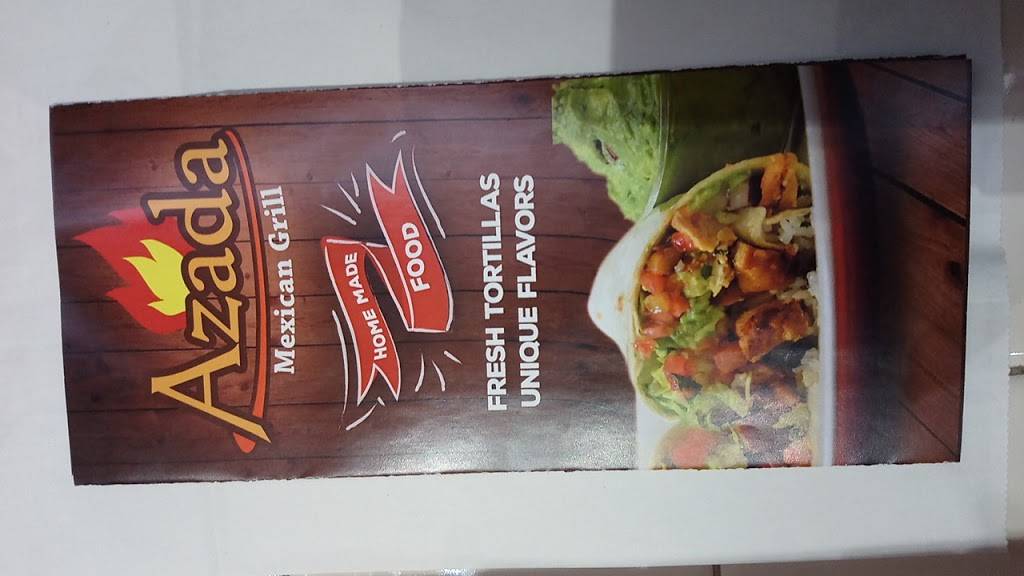 Azada
Mexican Grill
HOME MADE
FOOD
FRESH TORTILLAS
UNIQUE FLAVORS